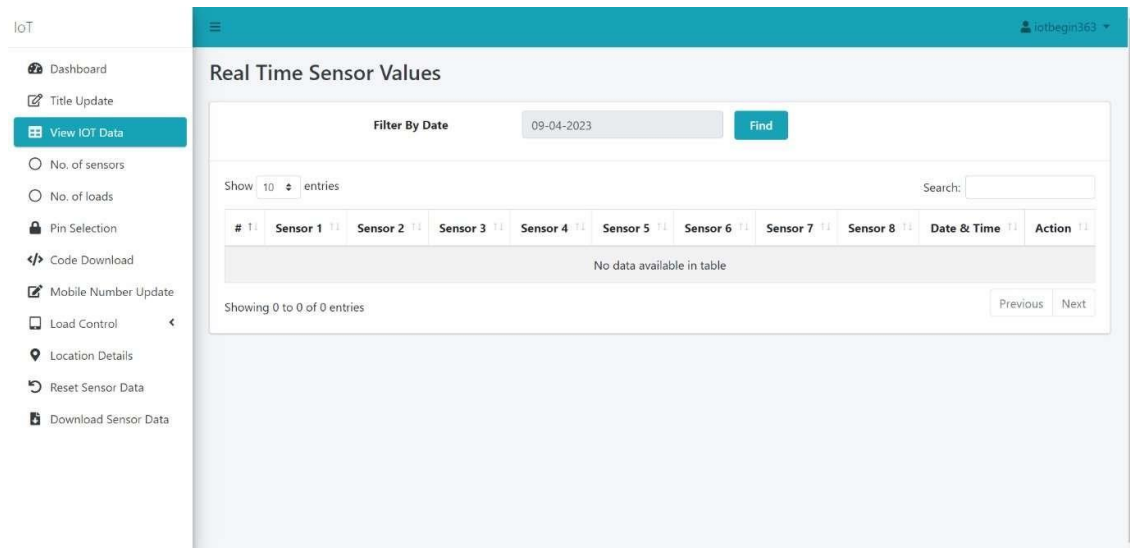 IoT
iotbegin363
Dashboard
Title Update
View IOT Data
No. of sensors
No. of loads
Pin Selection
Code Download
Mobile Number Update
Load Control
Location Details
Reset Sensor Data
Download Sensor Data
Real Time Sensor Values
Filter By Date 09-04-2023 Find
Show 10 entries Search:
# Sensor 1 Sensor 2 Sensor 3 Sensor 4 Sensor 5 Sensor 6 Sensor 7 Sensor 8 Date & Time Action
No data available in table
Showing 0 to 0 of 0 entries Previous Next